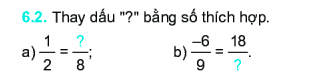 6.2. Thay dấu "?" bằng số thích hợp.
a) 1/2 = ?/8; b) -6/9 = 18/?.